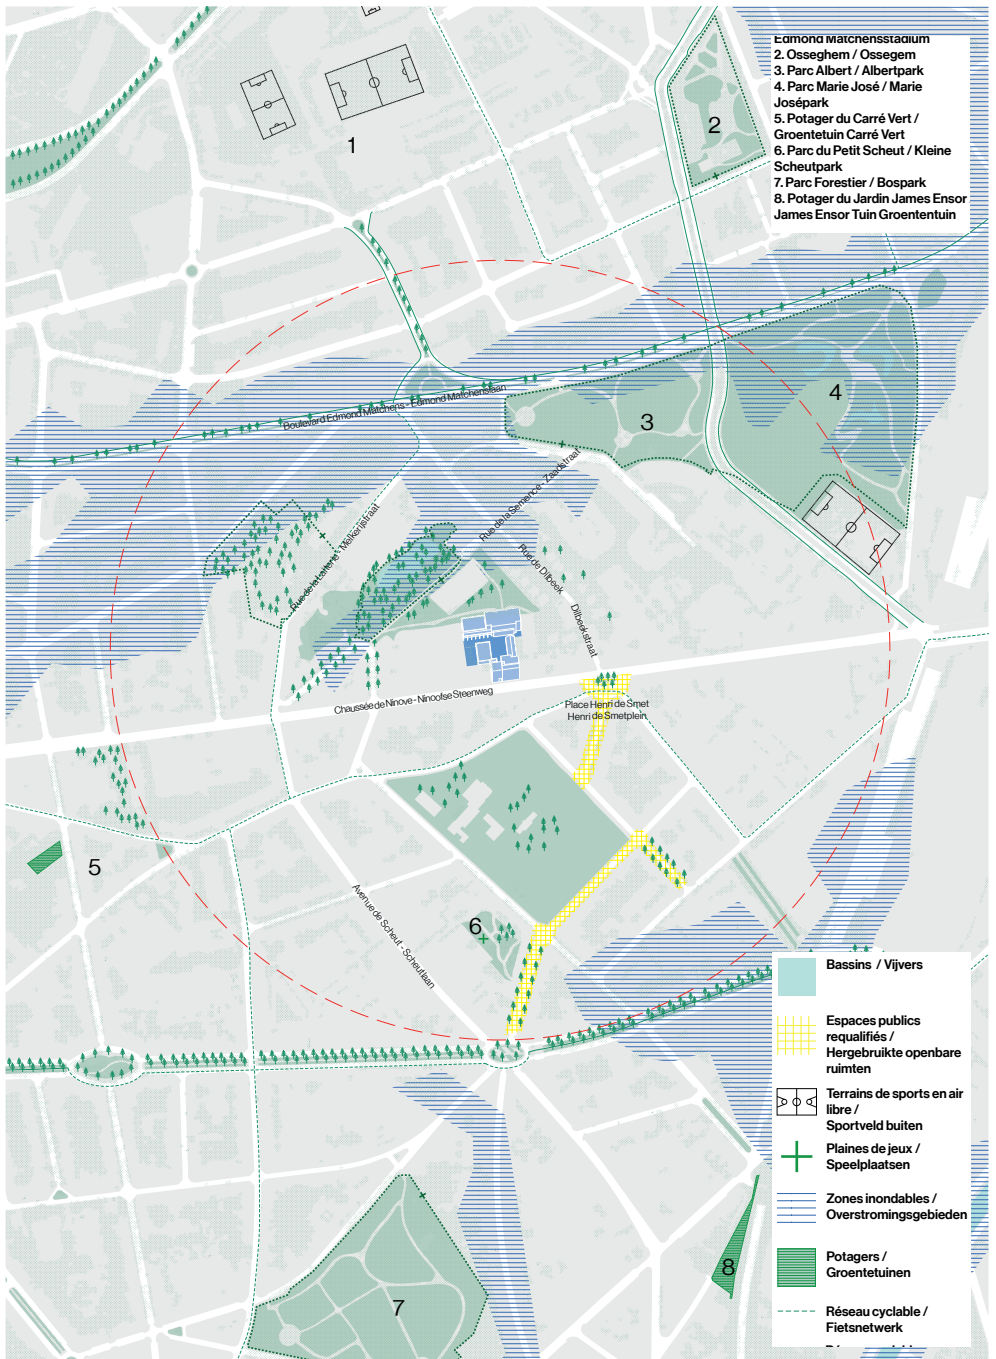 Edmond Matchensstadium
2. Osseghem / Ossegem
3. Parc Albert / Albertpark
4. Parc Marie José / Marie
Josépark
5. Potager du Carré Vert /
Groentetuin Carré Vert
6. Parc du Petit Scheut / Kleine
Scheutpark
7. Parc Forestier / Bospark
8. Potager du Jardin James Ensor
James Ensor Tuin Groententuin
1
2
3
4
Boulevard Edmond Matchens - Edmond Matchenslaan
Rue de la Semence - Zaadstraat
Rue de la Laiterie - Melkerijstraat
Rue de Dilbeek
Dilbeekstraat
Chaussée de Ninove - Ninoofse Steenweg
Place Henri de Smet
Henri de Smetplein
5
Avenue de Scheut - Scheutlaan
6
7
8
Bassins / Vijvers
Espaces publics
requalifiés /
Hergebruikte openbare
ruimten
Terrains de sports en air
libre /
Sportveld buiten
Plaines de jeux /
Speelplaatsen
Zones inondables /
Overstromingsgebieden
Potagers /
Groentetuinen
Réseau cyclable /
Fietsnetwerk